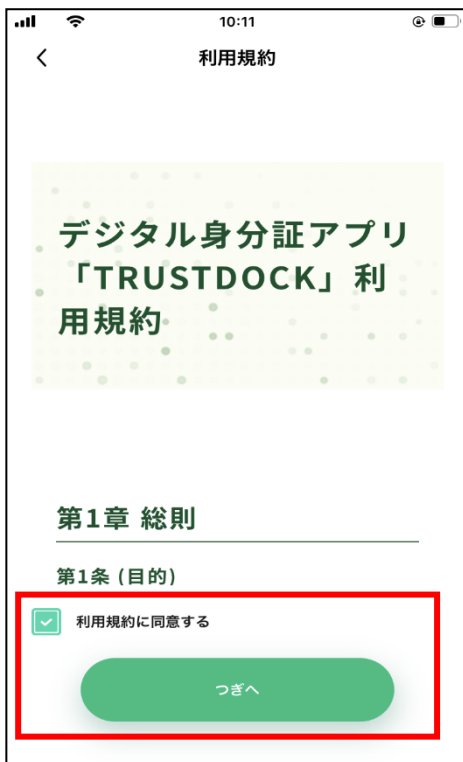 10:11
利用規約
デジタル身分証アプリ
「TRUSTDOCK」利
用規約
第1章 総則
第1条 (目的)
利用規約に同意する
つぎへ